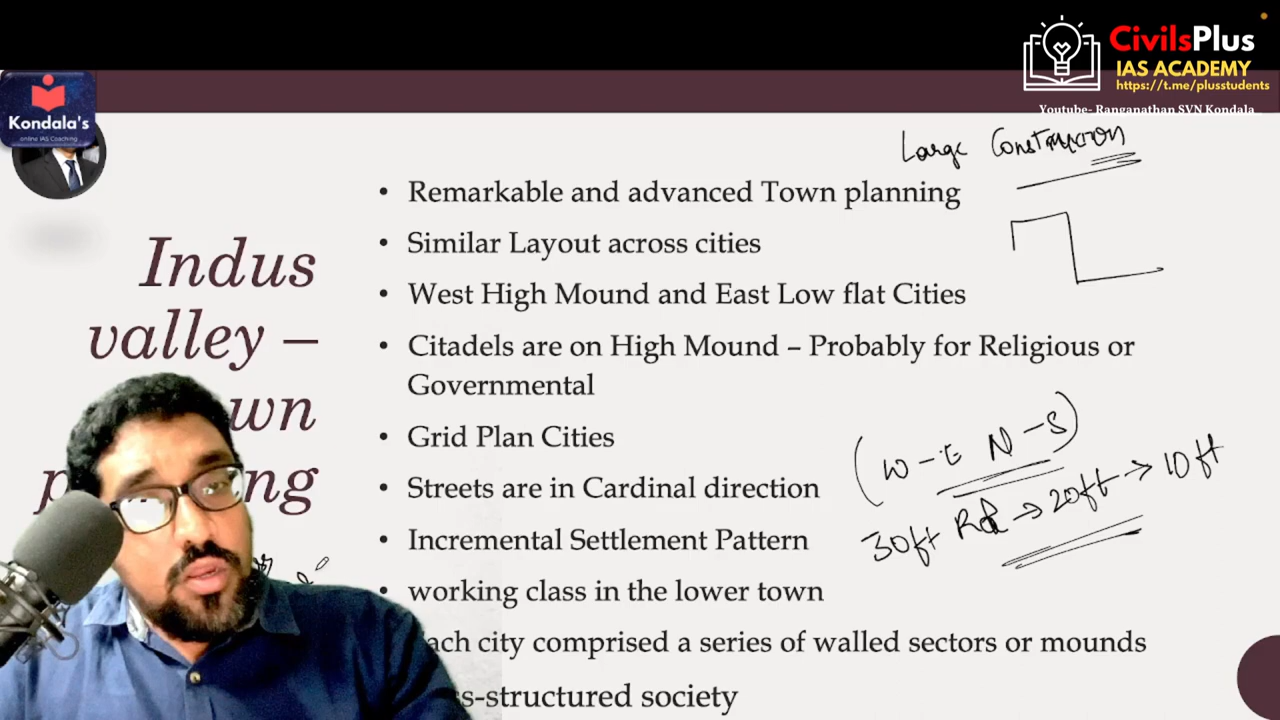 CivilsPlus
IAS ACADEMY
https://t.me/plusstudents
Youtube- Ranganathan SVN Kondala
Kondala's
online IAS Coaching
Large Construction
Indus
valley –
wn
p ng
• Remarkable and advanced Town planning
• Similar Layout across cities
• West High Mound and East Low flat Cities
• Citadels are on High Mound – Probably for Religious or
Governmental
• Grid Plan Cities
• Streets are in Cardinal direction
• Incremental Settlement Pattern
• working class in the lower town
ach city comprised a series of walled sectors or mounds
ss-structured society
(W-E N-S)
30ft Rd → 20ft → 10ft